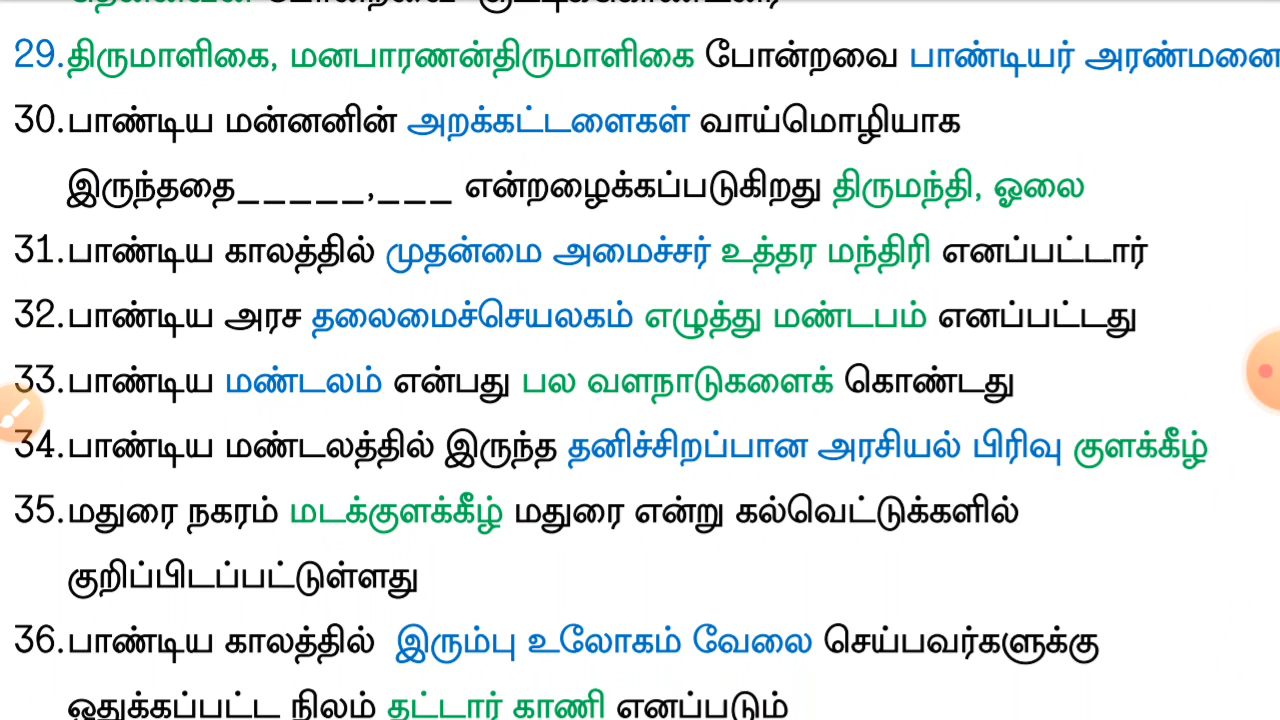 போன்றவை
29.திருமாளிகை, மனபாரணன்திருமாளிகை போன்றவை பாண்டியர் அரண்மனை
30.பாண்டிய மன்னனின் அறக்கட்டளைகள் வாய்மொழியாக
இருந்ததை_____,___ என்றழைக்கப்படுகிறது திருமந்தி, ஓலை
31.பாண்டிய காலத்தில் முதன்மை அமைச்சர் உத்தர மந்திரி எனப்பட்டார்
32.பாண்டிய அரச தலைமைச்செயலகம் எழுத்து மண்டபம் எனப்பட்டது
33.பாண்டிய மண்டலம் என்பது பல வளநாடுகளைக் கொண்டது
34.பாண்டிய மண்டலத்தில் இருந்த தனிச்சிறப்பான அரசியல் பிரிவு குளக்கீழ்
35.மதுரை நகரம் மடக்குளக்கீழ் மதுரை என்று கல்வெட்டுக்களில்
குறிப்பிடப்பட்டுள்ளது
36.பாண்டிய காலத்தில் இரும்பு உலோகம் வேலை செய்பவர்களுக்கு
ஒதுக்கப்பட்ட நிலம் தட்டார் காணி எனப்படும்